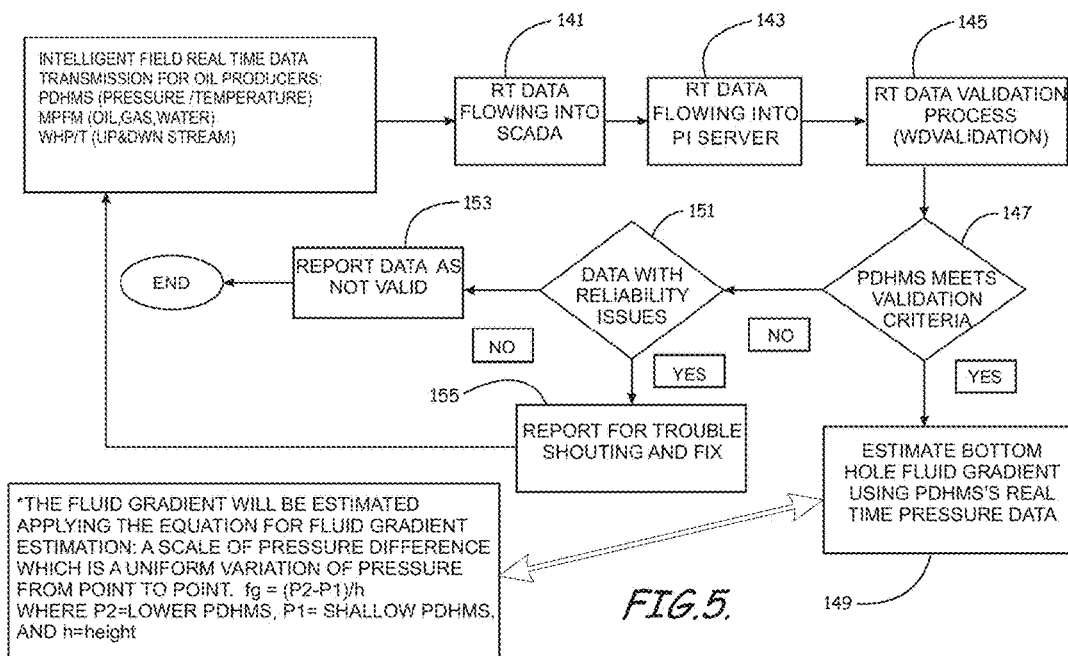 INTELLIGENT FIELD REAL TIME DATA
TRANSMISSION FOR OIL PRODUCERS:
PDHMS (PRESSURE /TEMPERATURE)
MPFM (OIL,GAS,WATER)
WHP/T (UP&DWN STREAM)
141
RT DATA
FLOWING INTO
SCADA
143
RT DATA
FLOWING INTO
PI SERVER
145
RT DATA VALIDATION
PROCESS
(WDVALIDATION)
147
PDHMS MEETS
VALIDATION
CRITERIA
NO
YES
151
DATA WITH
RELIABILITY
ISSUES
NO
YES
153
REPORT DATA AS
NOT VALID
END
155
REPORT FOR TROUBLE
SHOUTING AND FIX
ESTIMATE BOTTOM
HOLE FLUID GRADIENT
USING PDHMS'S REAL
TIME PRESSURE DATA
149
*THE FLUID GRADIENT WILL BE ESTIMATED
APPLYING THE EQUATION FOR FLUID GRADIENT
ESTIMATION: A SCALE OF PRESSURE DIFFERENCE
WHICH IS A UNIFORM VARIATION OF PRESSURE
FROM POINT TO POINT. fg = (P2-P1)/h
WHERE P2=LOWER PDHMS, P1= SHALLOW PDHMS,
AND h=height
FIG.5.